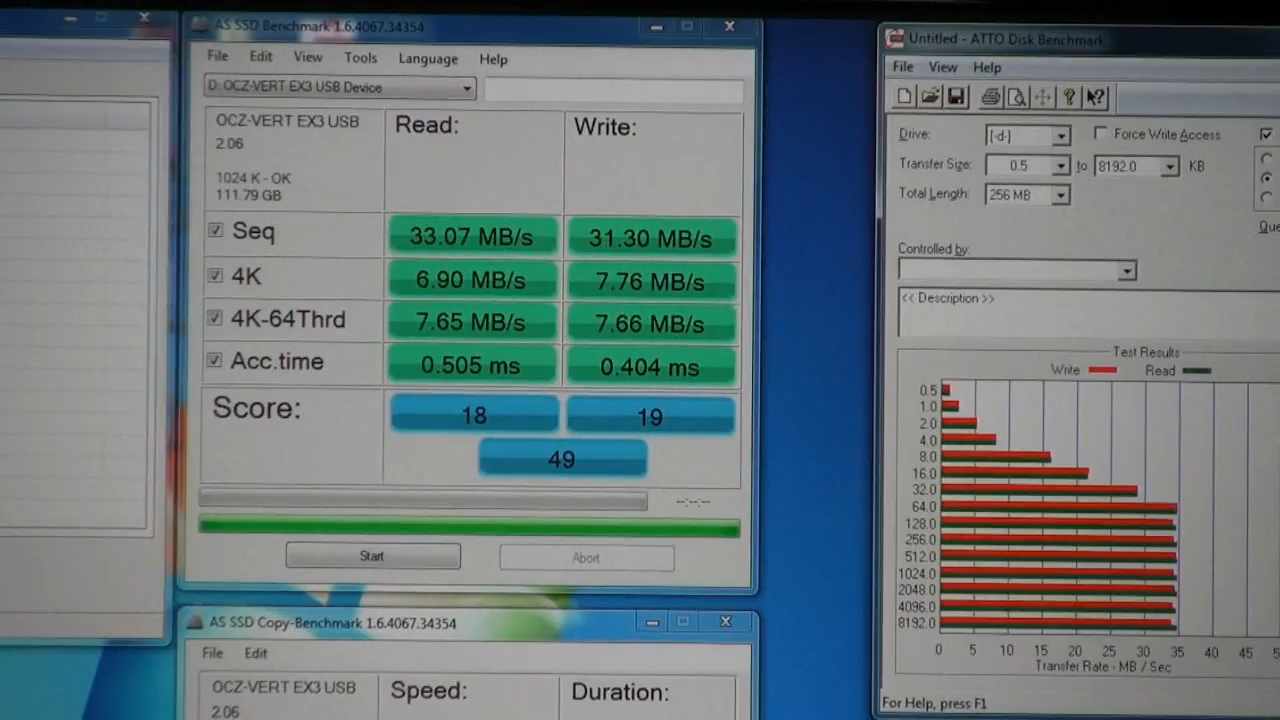 AS SSD Benchmark 1.6.4067.34354
File Edit View Tools Language Help
D: OCZ-VERT EX3 USB Device
OCZ-VERT EX3 USB
2.06
1024 K - OK
111.79 GB
Read: Write:
Seq 33.07 MB/s 31.30 MB/s
4K 6.90 MB/s 7.76 MB/s
4K-64Thrd 7.65 MB/s 7.66 MB/s
Acc.time 0.505 ms 0.404 ms
Score: 18 19
49
--:--:--
Start Abort
AS SSD Copy-Benchmark 1.6.4067.34354
File Edit
OCZ-VERT EX3 USB
2.06
Speed: Duration:
Untitled - ATTO Disk Benchmark
File View Help
Drive: [-d-] Force Write Access
Transfer Size: 0.5 to 8192.0 KB
Total Length: 256 MB
Que
Controlled by:
<< Description >>
Test Results
Write Read
0.5
1.0
2.0
4.0
8.0
16.0
32.0
64.0
128.0
256.0
512.0
1024.0
2048.0
4096.0
8192.0
0 5 10 15 20 25 30 35 40 45
Transfer Rate - MB / Sec
For Help, press F1